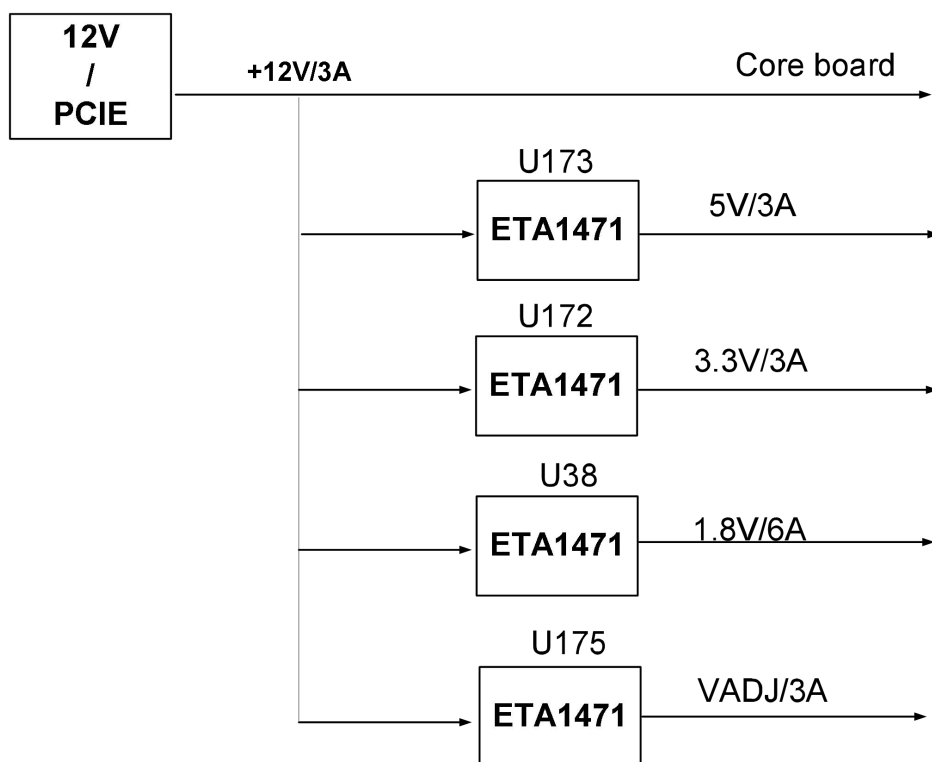 12V
/
PCIE
+12V/3A
Core board
U173
ETA1471
5V/3A
U172
ETA1471
3.3V/3A
U38
ETA1471
1.8V/6A
U175
ETA1471
VADJ/3A